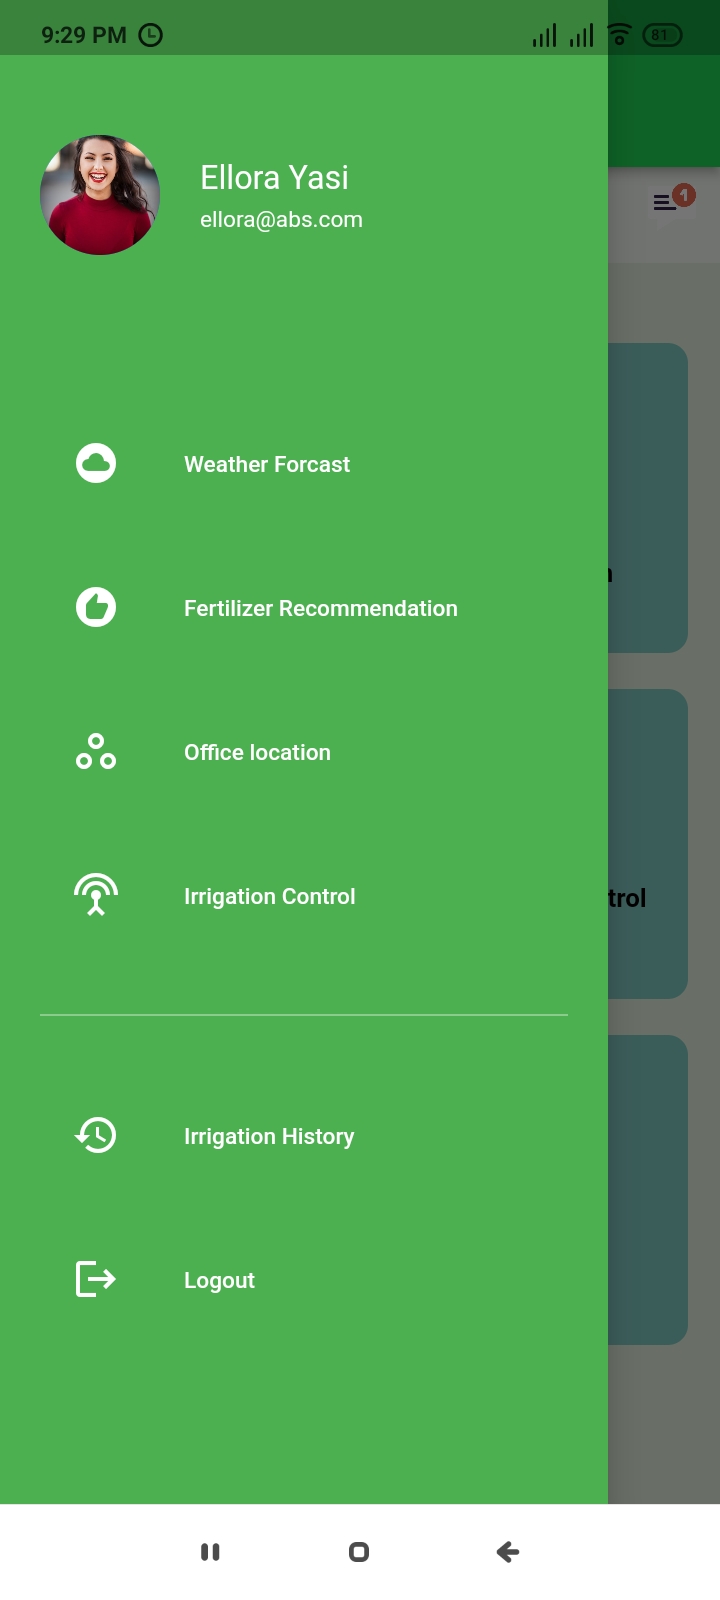 9:29 PM
81
Ellora Yasi
ellora@abs.com
1
Weather Forcast
Fertilizer Recommendation
Office location
Irrigation Control
trol
Irrigation History
Logout